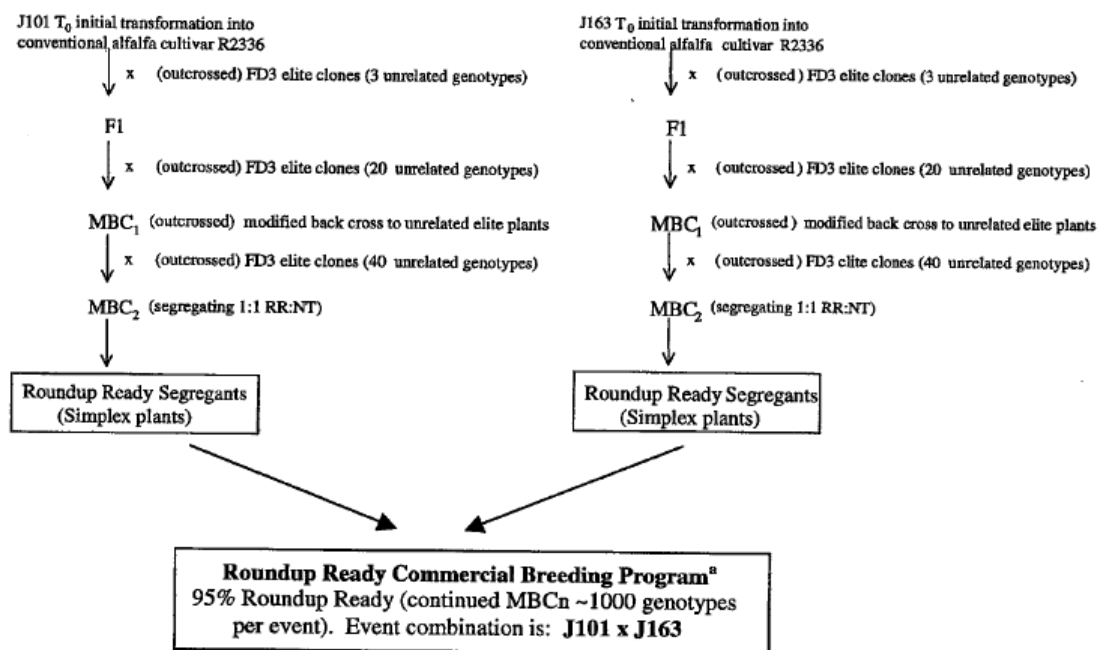 J101 T0 initial transformation into
conventional alfalfa cultivar R2336
x (outcrossed) FD3 elite clones (3 unrelated genotypes)
F1
x (outcrossed) FD3 elite clones (20 unrelated genotypes)
MBC1 (outcrossed) modified back cross to unrelated elite plants
x (outcrossed) FD3 elite clones (40 unrelated genotypes)
MBC2 (segregating 1:1 RR:NT)
Roundup Ready Segregants
(Simplex plants)
J163 T0 initial transformation into
conventional alfalfa cultivar R2336
x (outcrossed ) FD3 elite clones (3 unrelated genotypes)
F1
x (outcrossed ) FD3 elite clones (20 unrelated genotypes)
MBC1 (outcrossed ) modified back cross to unrelated elite plants
x (outcrossed ) FD3 elite clones (40 unrelated genotypes)
MBC2 (segregating 1:1 RR:NT)
Roundup Ready Segregants
(Simplex plants)
Roundup Ready Commercial Breeding Programa
95% Roundup Ready (continued MBCn ~1000 genotypes
per event). Event combination is: J101 x J163